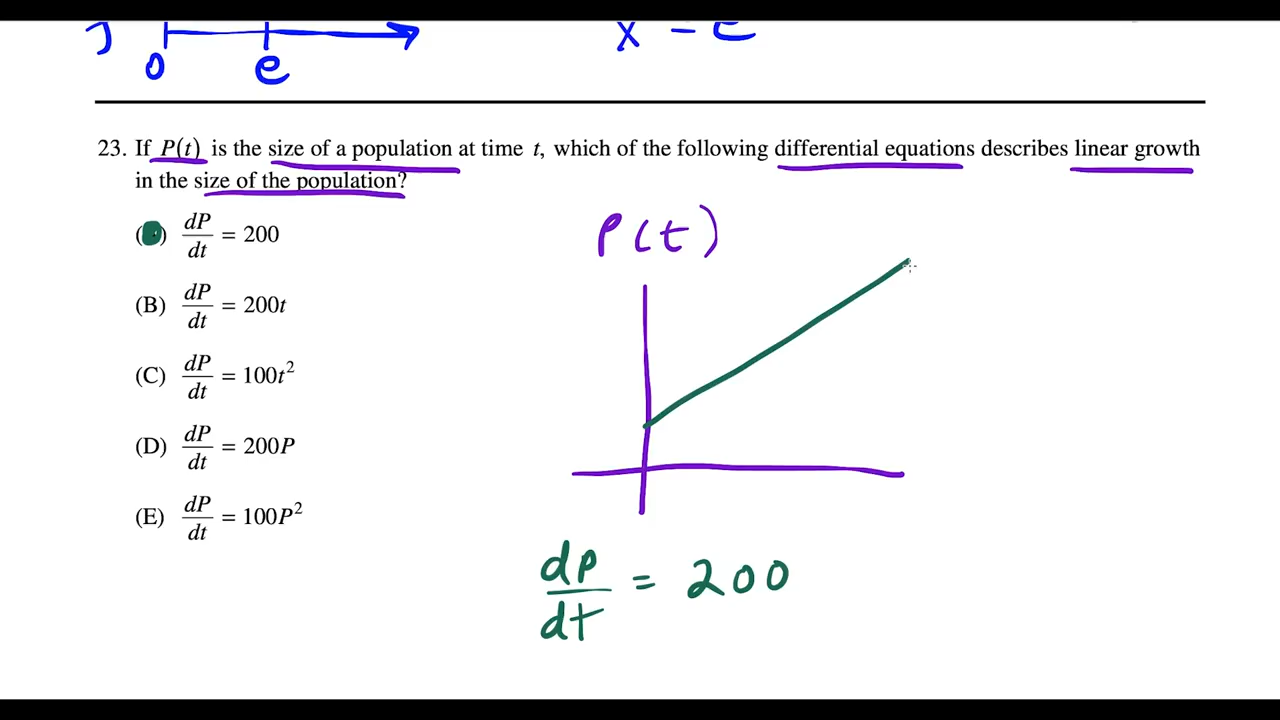 0 e x = e
23. If P(t) is the size of a population at time t, which of the following differential equations describes linear growth
in the size of the population?
( ) dP/dt = 200
(B) dP/dt = 200t
(C) dP/dt = 100t²
(D) dP/dt = 200P
(E) dP/dt = 100P²
P(t)
dP/dt = 200